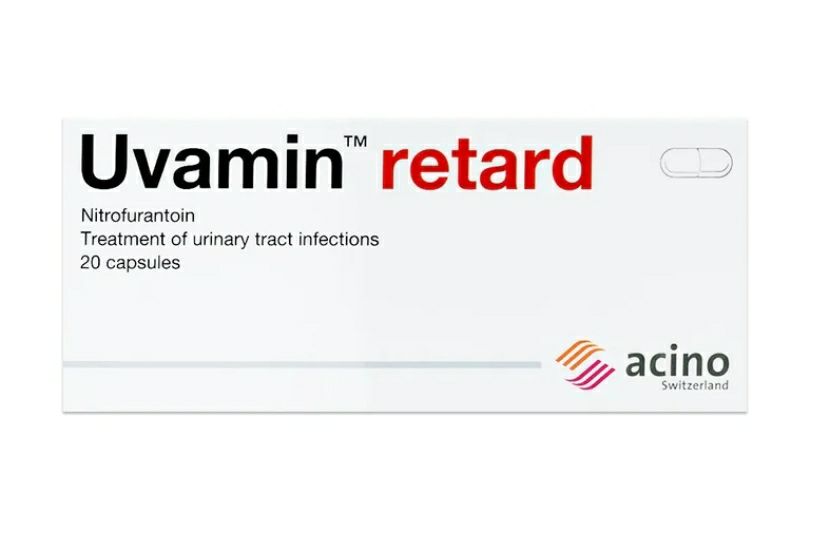 Uvamin™ retard
Nitrofurantoin
Treatment of urinary tract infections
20 capsules
acino
Switzerland